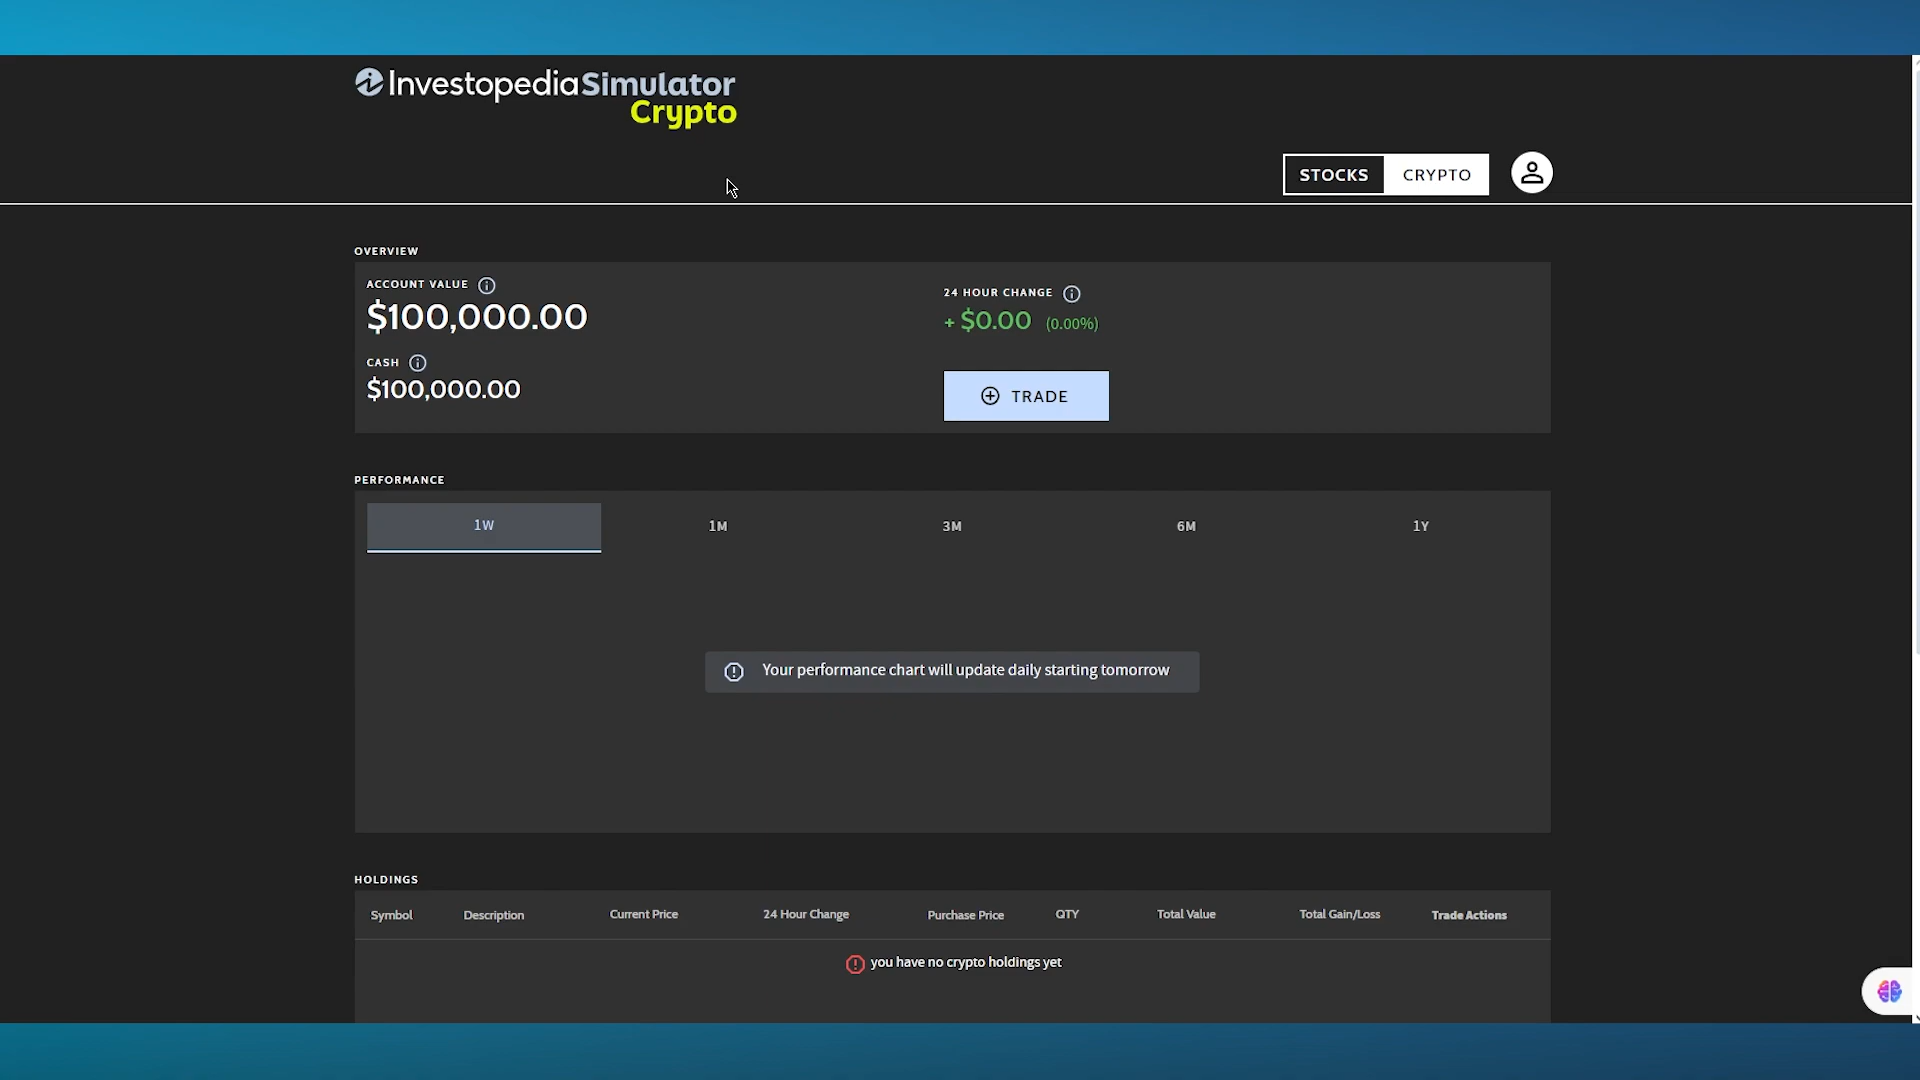 InvestopediaSimulator
Crypto
STOCKS CRYPTO
OVERVIEW
ACCOUNT VALUE
$100,000.00
24 HOUR CHANGE
+ $0.00 (0.00%)
CASH
$100,000.00
TRADE
PERFORMANCE
1W 1M 3M 6M 1Y
Your performance chart will update daily starting tomorrow
HOLDINGS
Symbol Description Current Price 24 Hour Change Purchase Price QTY Total Value Total Gain/Loss Trade Actions
you have no crypto holdings yet